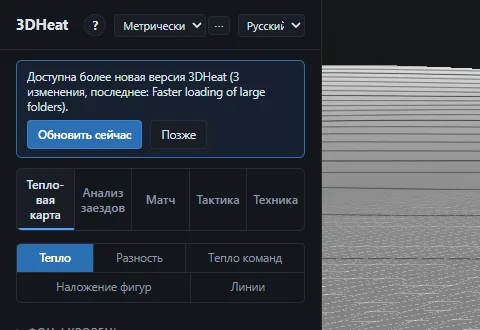 3DHeat ? Метрически ... Русский
Доступна более новая версия 3DHeat (3
изменения, последнее: Faster loading of large
folders).
Обновить сейчас Позже
Тепло-
вая
карта
Анализ
заездов
Матч
Тактика
Техника
Тепло Разность Тепло команд
Наложение фигур Линии